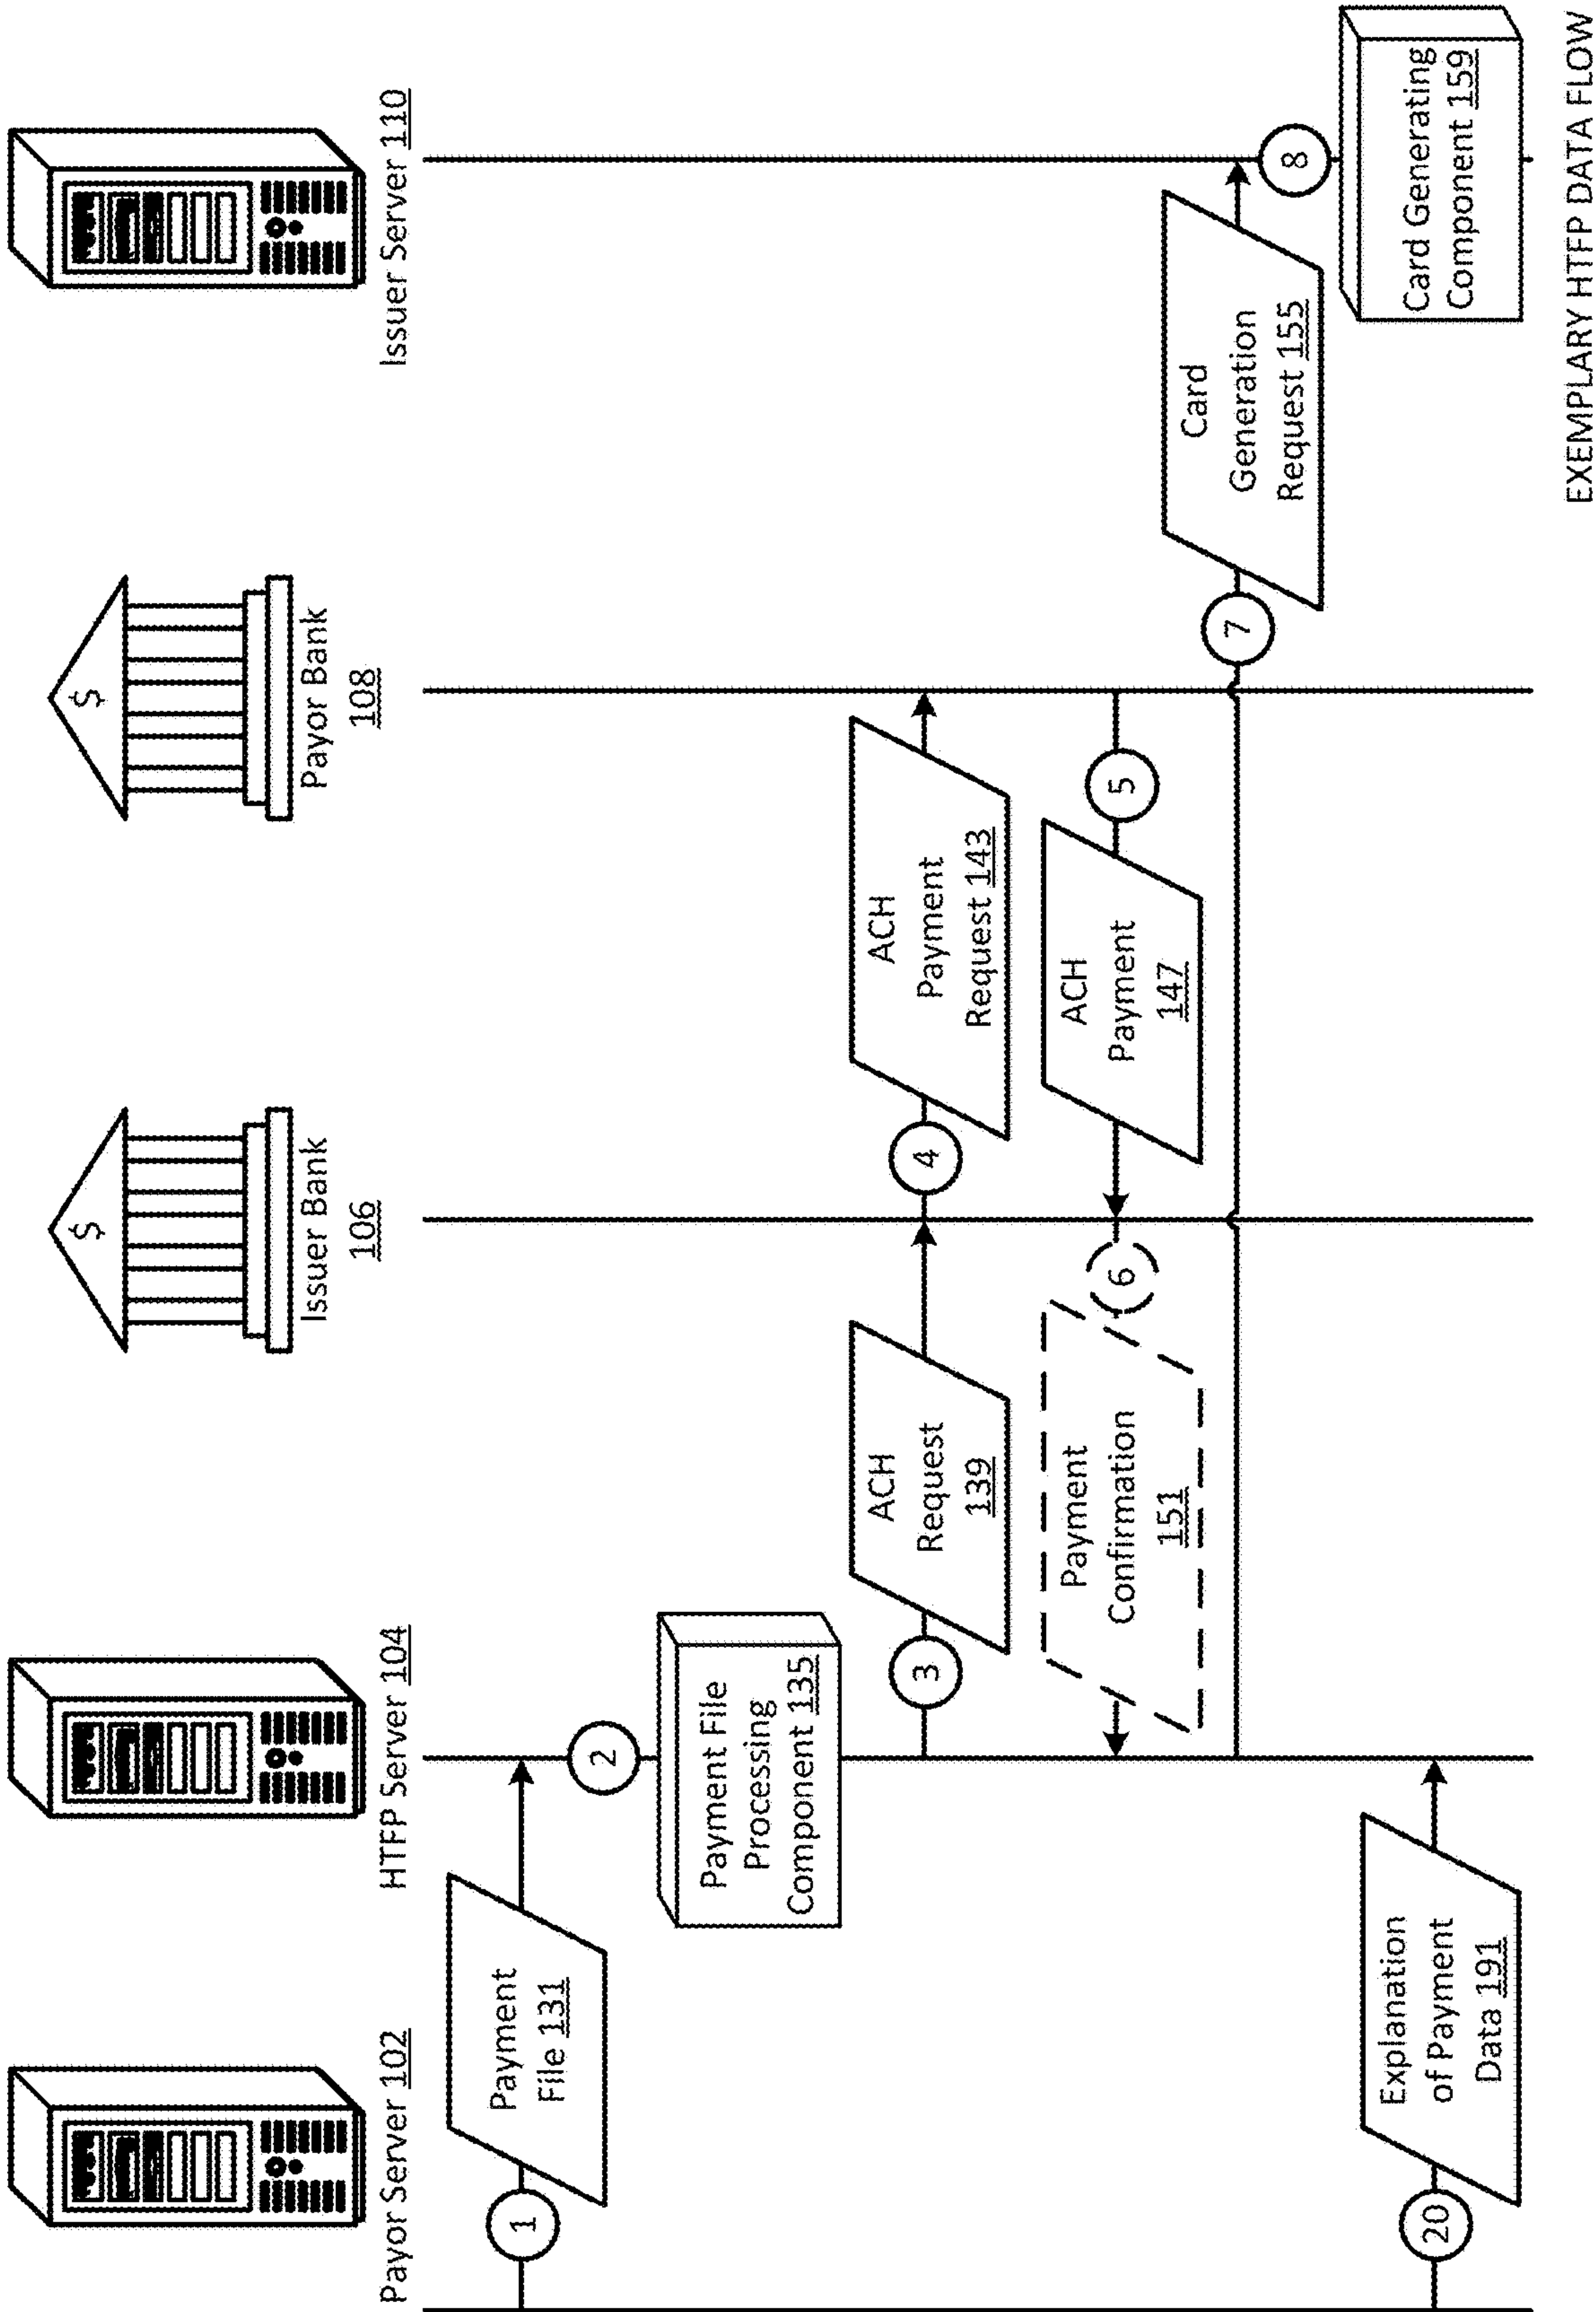 Payor Server 102
HTFP Server 104
$
Issuer Bank
106
$
Payor Bank
108
Issuer Server 110
1
Payment
File 131
2
Payment File
Processing
Component 135
3
ACH
Request
139
4
ACH
Payment
Request 143
5
ACH
Payment
147
6
Payment
Confirmation
151
7
Card
Generation
Request 155
8
Card Generating
Component 159
20
Explanation
of Payment
Data 191
EXEMPLARY HTFP DATA FLOW